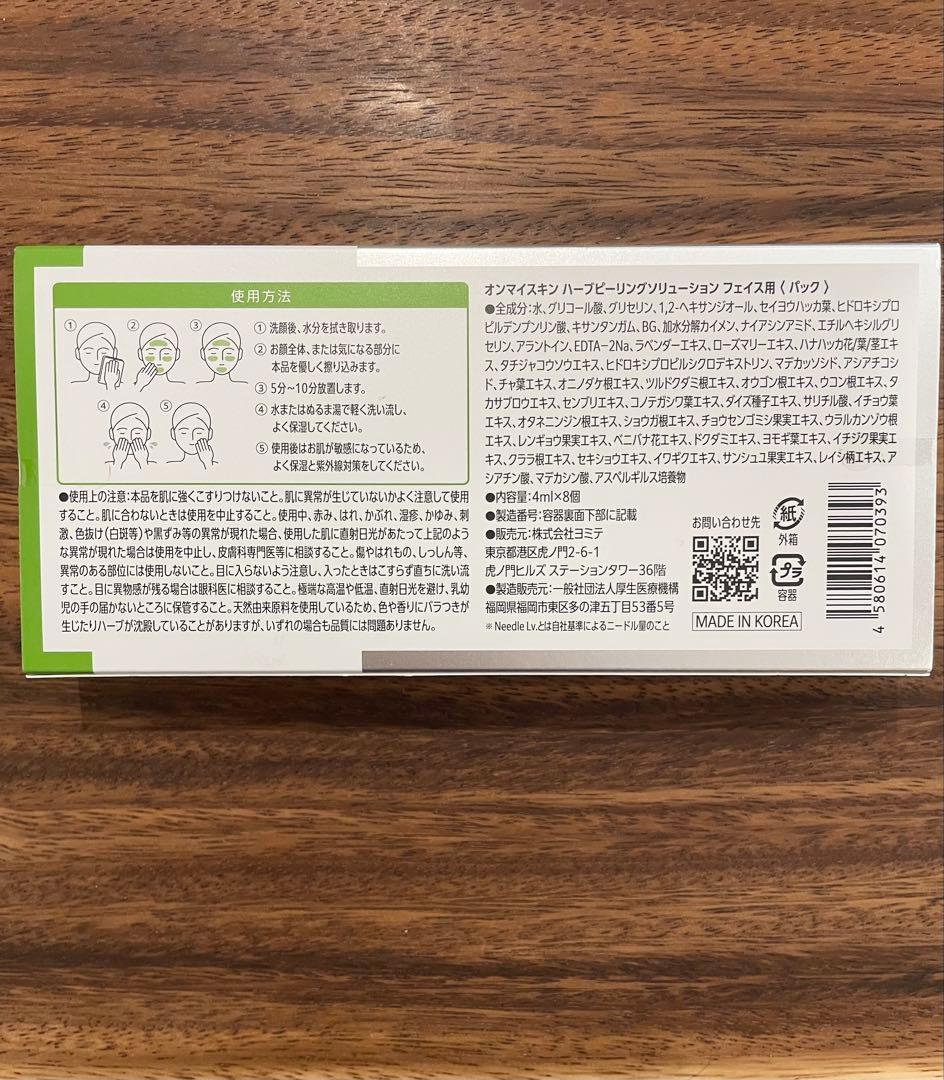 使用方法
① ② ③
④ ⑤
① 洗顔後、水分を拭き取ります。
② お顔全体、または気になる部分に
本品を優しく擦り込みます。
③ 5分~10分放置します。
④ 水またはぬるま湯で軽く洗い流し、
よく保湿してください。
⑤ 使用後はお肌が敏感になっているため、
よく保湿と紫外線対策をしてください。
●使用上の注意:本品を肌に強くこすりつけないこと。肌に異常が生じていないかよく注意して使用
すること。肌に合わないときは使用を中止すること。使用中、赤み、はれ、かぶれ、湿疹、かゆみ、刺
激、色抜け(白斑等)や黒ずみ等の異常が現れた場合、使用した肌に直射日光があたって上記のよう
な異常が現れた場合は使用を中止し、皮膚科専門医等に相談すること。傷やはれもの、しっしん等、
異常のある部位には使用しないこと。目に入らないよう注意し、入ったときはこすらず直ちに洗い流
すこと。目に異物感が残る場合は眼科医に相談すること。極端な高温や低温、直射日光を避け、乳幼
児の手の届かないところに保管すること。天然由来原料を使用しているため、色や香りにバラつきが
生じたりハーブが沈殿していることがありますが、いずれの場合も品質には問題ありません。
オンマイスキン ハーブピーリングソリューション フェイス用〈パック〉
●全成分:水、グリコール酸、グリセリン、1,2-ヘキサンジオール、セイヨウハッカ葉、ヒドロキシプロ
ピルデンプンリン酸、キサンタンガム、BG、加水分解カイメン、ナイアシンアミド、エチルヘキシルグリ
セリン、アラントイン、EDTA-2Na、ラベンダーエキス、ローズマリーエキス、ハナハッカ花/葉/茎エキ
ス、タチジャコウソウエキス、ヒドロキシプロピルシクロデキストリン、マデカッソシド、アシアチコシ
ド、チャ葉エキス、オニノダケ根エキス、ツルドクダミ根エキス、オウゴン根エキス、ウコン根エキス、タ
カサブロウエキス、センブリエキス、コノテガシワ葉エキス、ダイズ種子エキス、サリチル酸、イチョウ葉
エキス、オタネニンジン根エキス、ショウガ根エキス、チョウセンゴミシ果実エキス、ウラルカンゾウ根
エキス、レンギョウ果実エキス、ベニバナ花エキス、ドクダミエキス、ヨモギ葉エキス、イチジク果実エ
キス、クララ根エキス、セキショウエキス、イワギクエキス、サンシュユ果実エキス、レイシ柄エキス、ア
シアチン酸、マデカシン酸、アスペルギルス培養物
●内容量:4ml×8個
●製造番号:容器裏面下部に記載
●販売元:株式会社ヨミテ
東京都港区虎ノ門2-6-1
虎ノ門ヒルズ ステーションタワー36階
●製造販売元:一般社団法人厚生医療機構
福岡県福岡市東区多の津五丁目53番5号
※ Needle Lv.とは自社基準によるニードル量のこと
お問い合わせ先
MADE IN KOREA
紙
外箱
プラ
容器
4 580614 070393